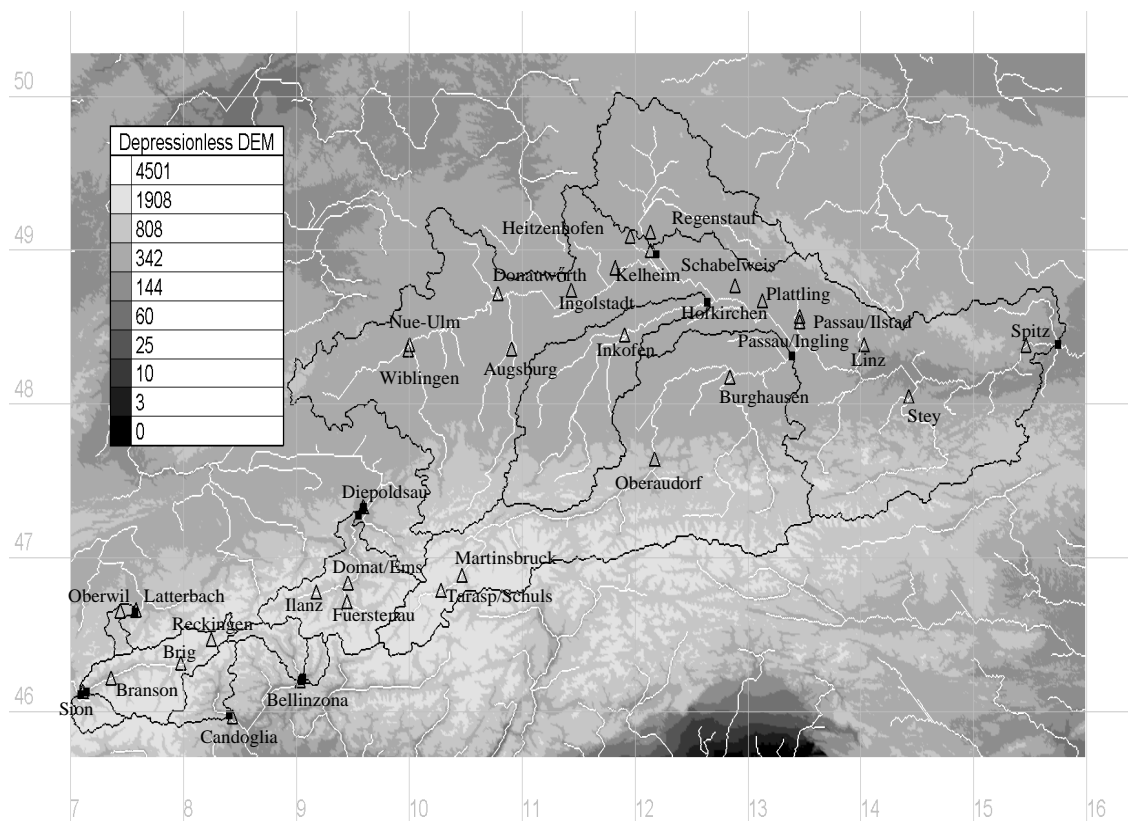 50
49
48
47
46
Depressionless DEM
4501
1908
808
342
144
60
25
10
3
0
Heitzenhofen
Regenstauf
Donauworth
Kelheim
Schabelweis
Ingolstadt
Plattling
Hofkirchen
Nue-Ulm
Passau/Ilstad
Spitz
Inkofen
Passau/Ingling
Linz
Wiblingen
Augsburg
Burghausen
Stey
Oberaudorf
Diepoldsau
Martinsbruck
Domat/Ems
Oberwil
Latterbach
Ilanz
Tarasp/Schuls
Fuerstenau
Reckingen
Brig
Branson
Bellinzona
Sion
Candoglia
7 8 9 10 11 12 13 14 15 16